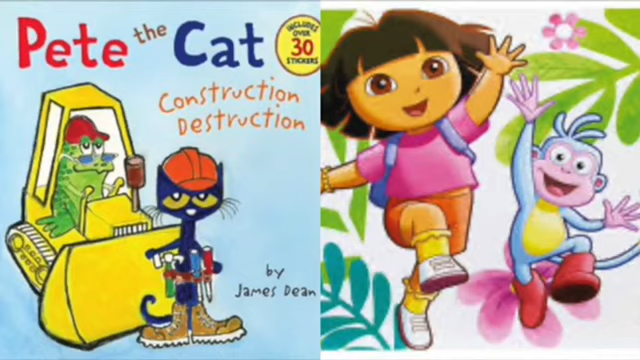 Pete the Cat
INCLUDES
OVER
30
STICKERS
Construction
Destruction
by
James Dean